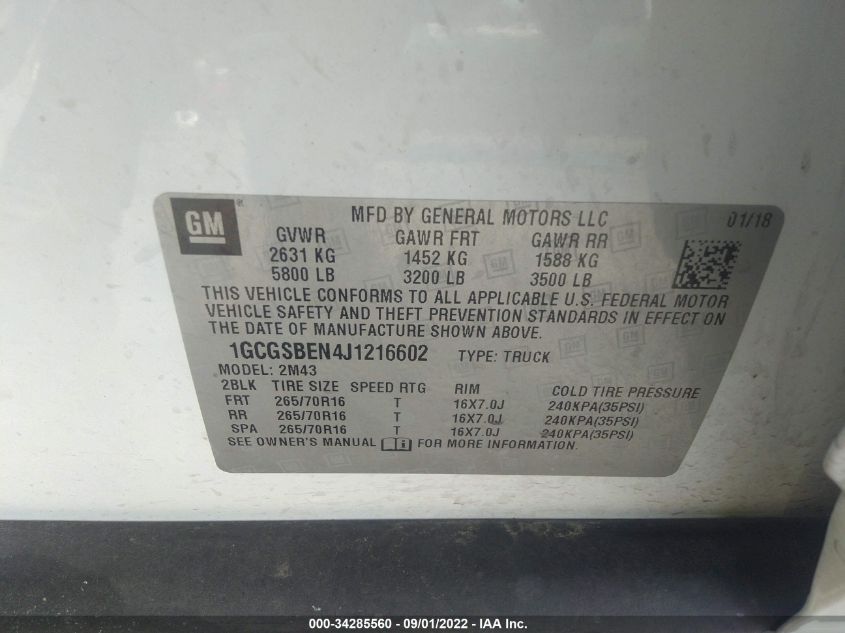 GM
MFD BY GENERAL MOTORS LLC 01/18
GVWR GAWR FRT GAWR RR
2631 KG 1452 KG 1588 KG
5800 LB 3200 LB 3500 LB
THIS VEHICLE CONFORMS TO ALL APPLICABLE U.S. FEDERAL MOTOR
VEHICLE SAFETY AND THEFT PREVENTION STANDARDS IN EFFECT ON
THE DATE OF MANUFACTURE SHOWN ABOVE.
1GCGSBEN4J1216602 TYPE: TRUCK
MODEL: 2M43
2BLK TIRE SIZE SPEED RTG RIM COLD TIRE PRESSURE
FRT 265/70R16 T 16X7.0J 240KPA(35PSI)
RR 265/70R16 T 16X7.0J 240KPA(35PSI)
SPA 265/70R16 T 16X7.0J 240KPA(35PSI)
SEE OWNER'S MANUAL FOR MORE INFORMATION.
000-34285560 - 09/01/2022 - IAA Inc.